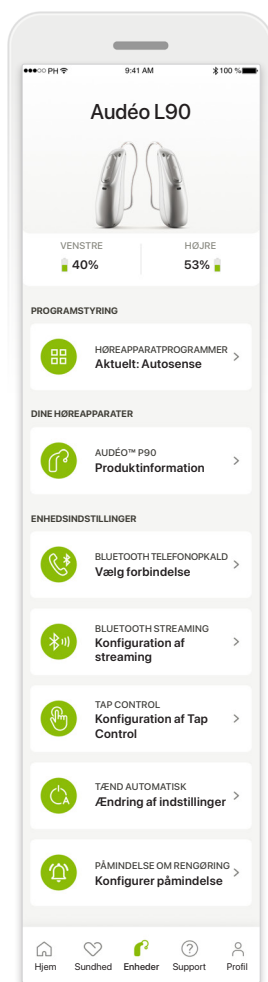 PH 9:41 AM 100 %
Audéo L90
VENSTRE HØJRE
40% 53%
PROGRAMSTYRING
HØREAPPARATPROGRAMMER
Aktuelt: Autosense
DINE HØREAPPARATER
AUDÉO™ P90
Produktinformation
ENHEDSINDSTILLINGER
BLUETOOTH TELEFONOPKALD
Vælg forbindelse
BLUETOOTH STREAMING
Konfiguration af
streaming
TAP CONTROL
Konfiguration af Tap
Control
TÆND AUTOMATISK
Ændring af indstillinger
PÅMINDELSE OM RENGØRING
Konfigurer påmindelse
Hjem Sundhed Enheder Support Profil